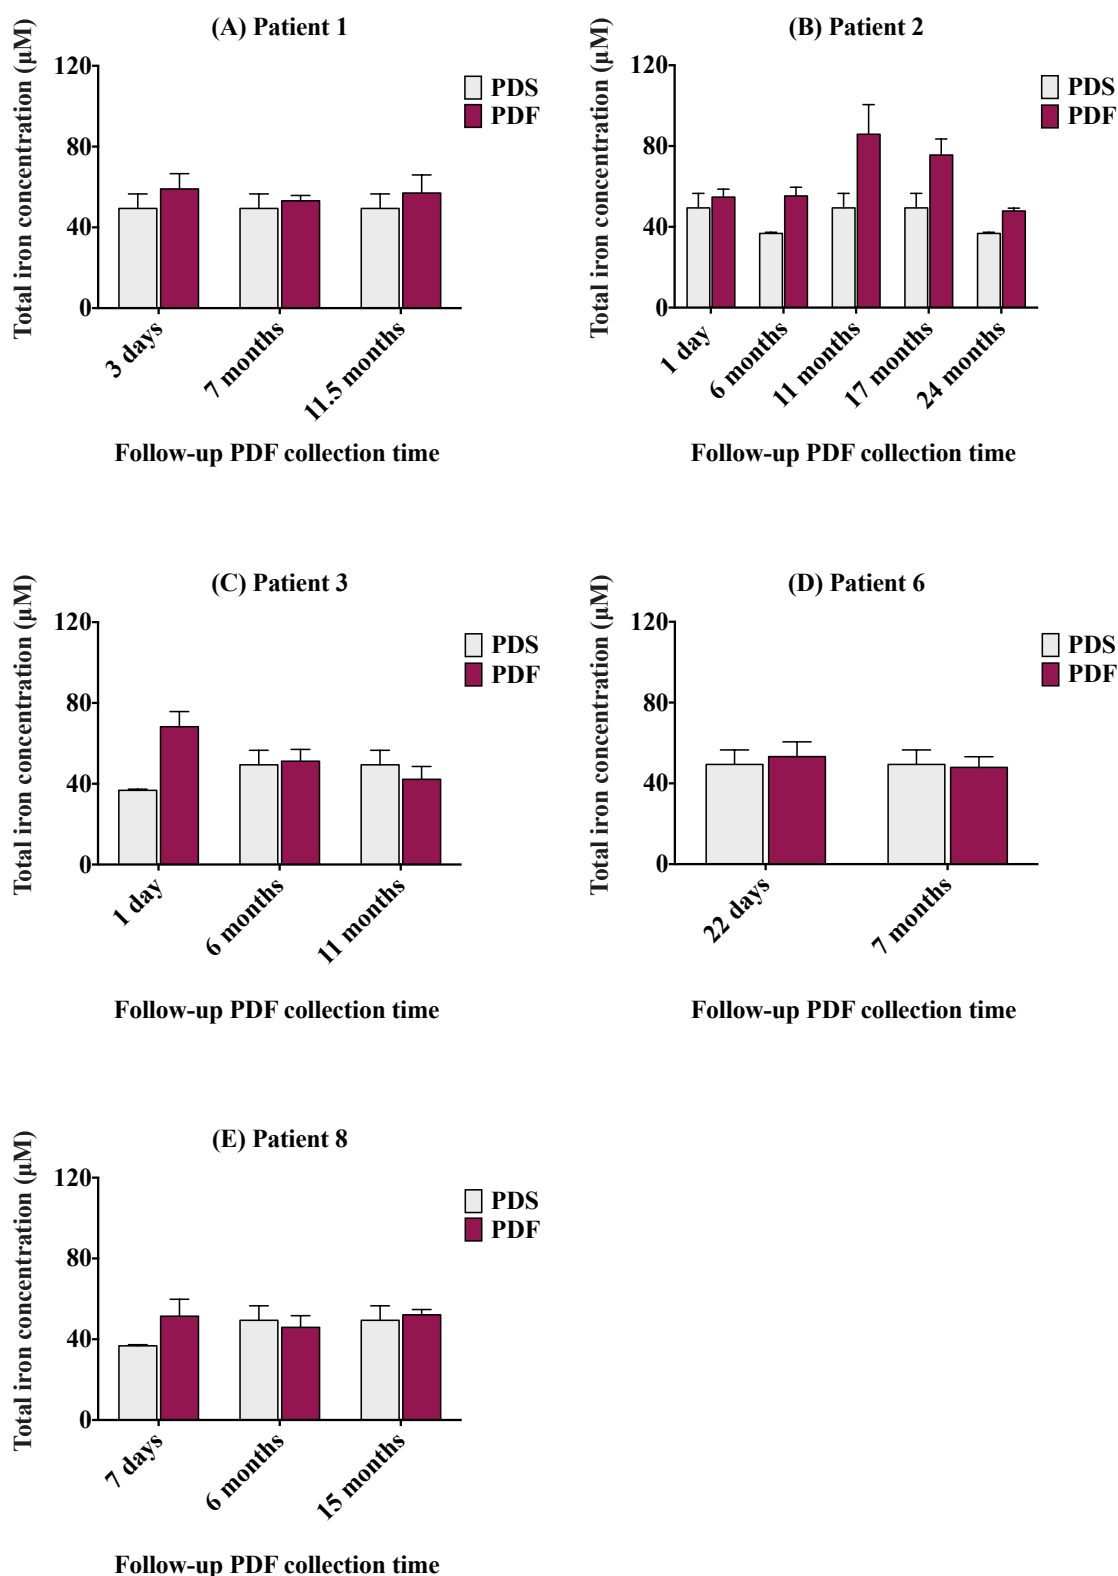 (A) Patient 1
Total iron concentration (µM)
120
80
40
0
PDS
PDF
3 days
7 months
11.5 months
Follow-up PDF collection time
(B) Patient 2
Total iron concentration (µM)
120
80
40
0
PDS
PDF
1 day
6 months
11 months
17 months
24 months
Follow-up PDF collection time
(C) Patient 3
Total iron concentration (µM)
120
80
40
0
PDS
PDF
1 day
6 months
11 months
Follow-up PDF collection time
(D) Patient 6
Total iron concentration (µM)
120
80
40
0
PDS
PDF
22 days
7 months
Follow-up PDF collection time
(E) Patient 8
Total iron concentration (µM)
120
80
40
0
PDS
PDF
7 days
6 months
15 months
Follow-up PDF collection time